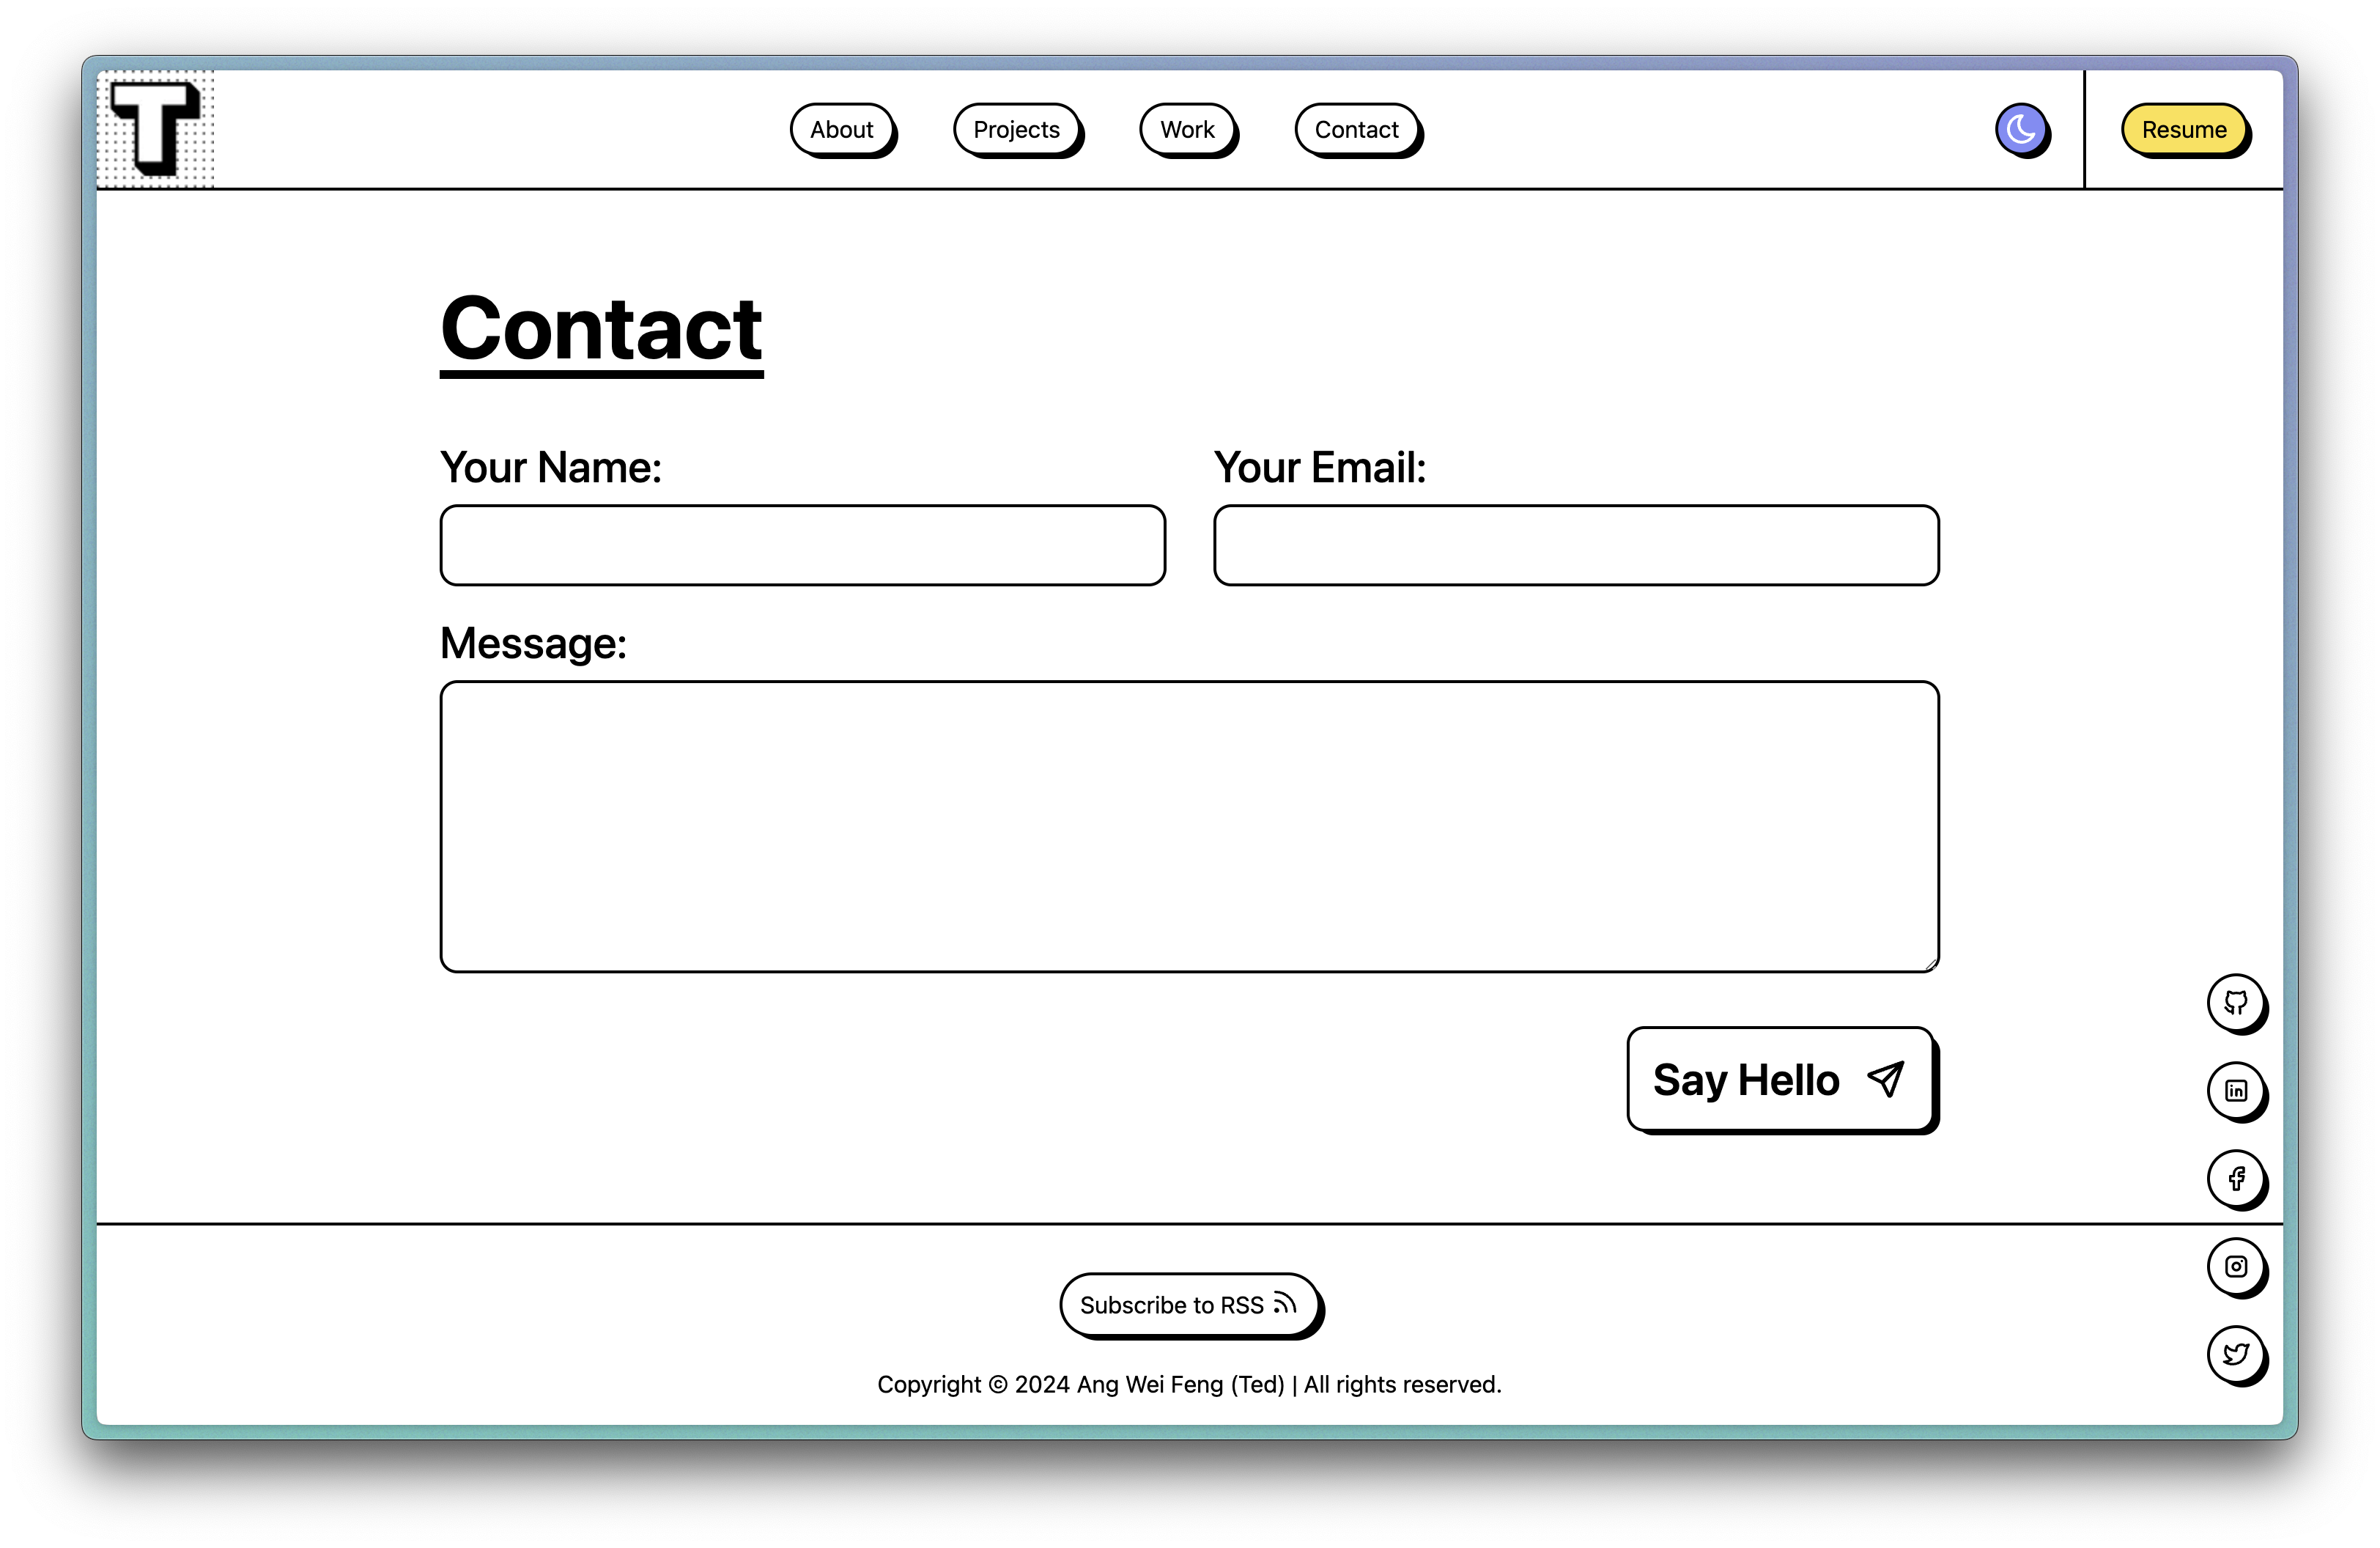 T
About Projects Work Contact Resume
Contact
Your Name: Your Email:
Message:
Say Hello
Subscribe to RSS
Copyright © 2024 Ang Wei Feng (Ted) | All rights reserved.